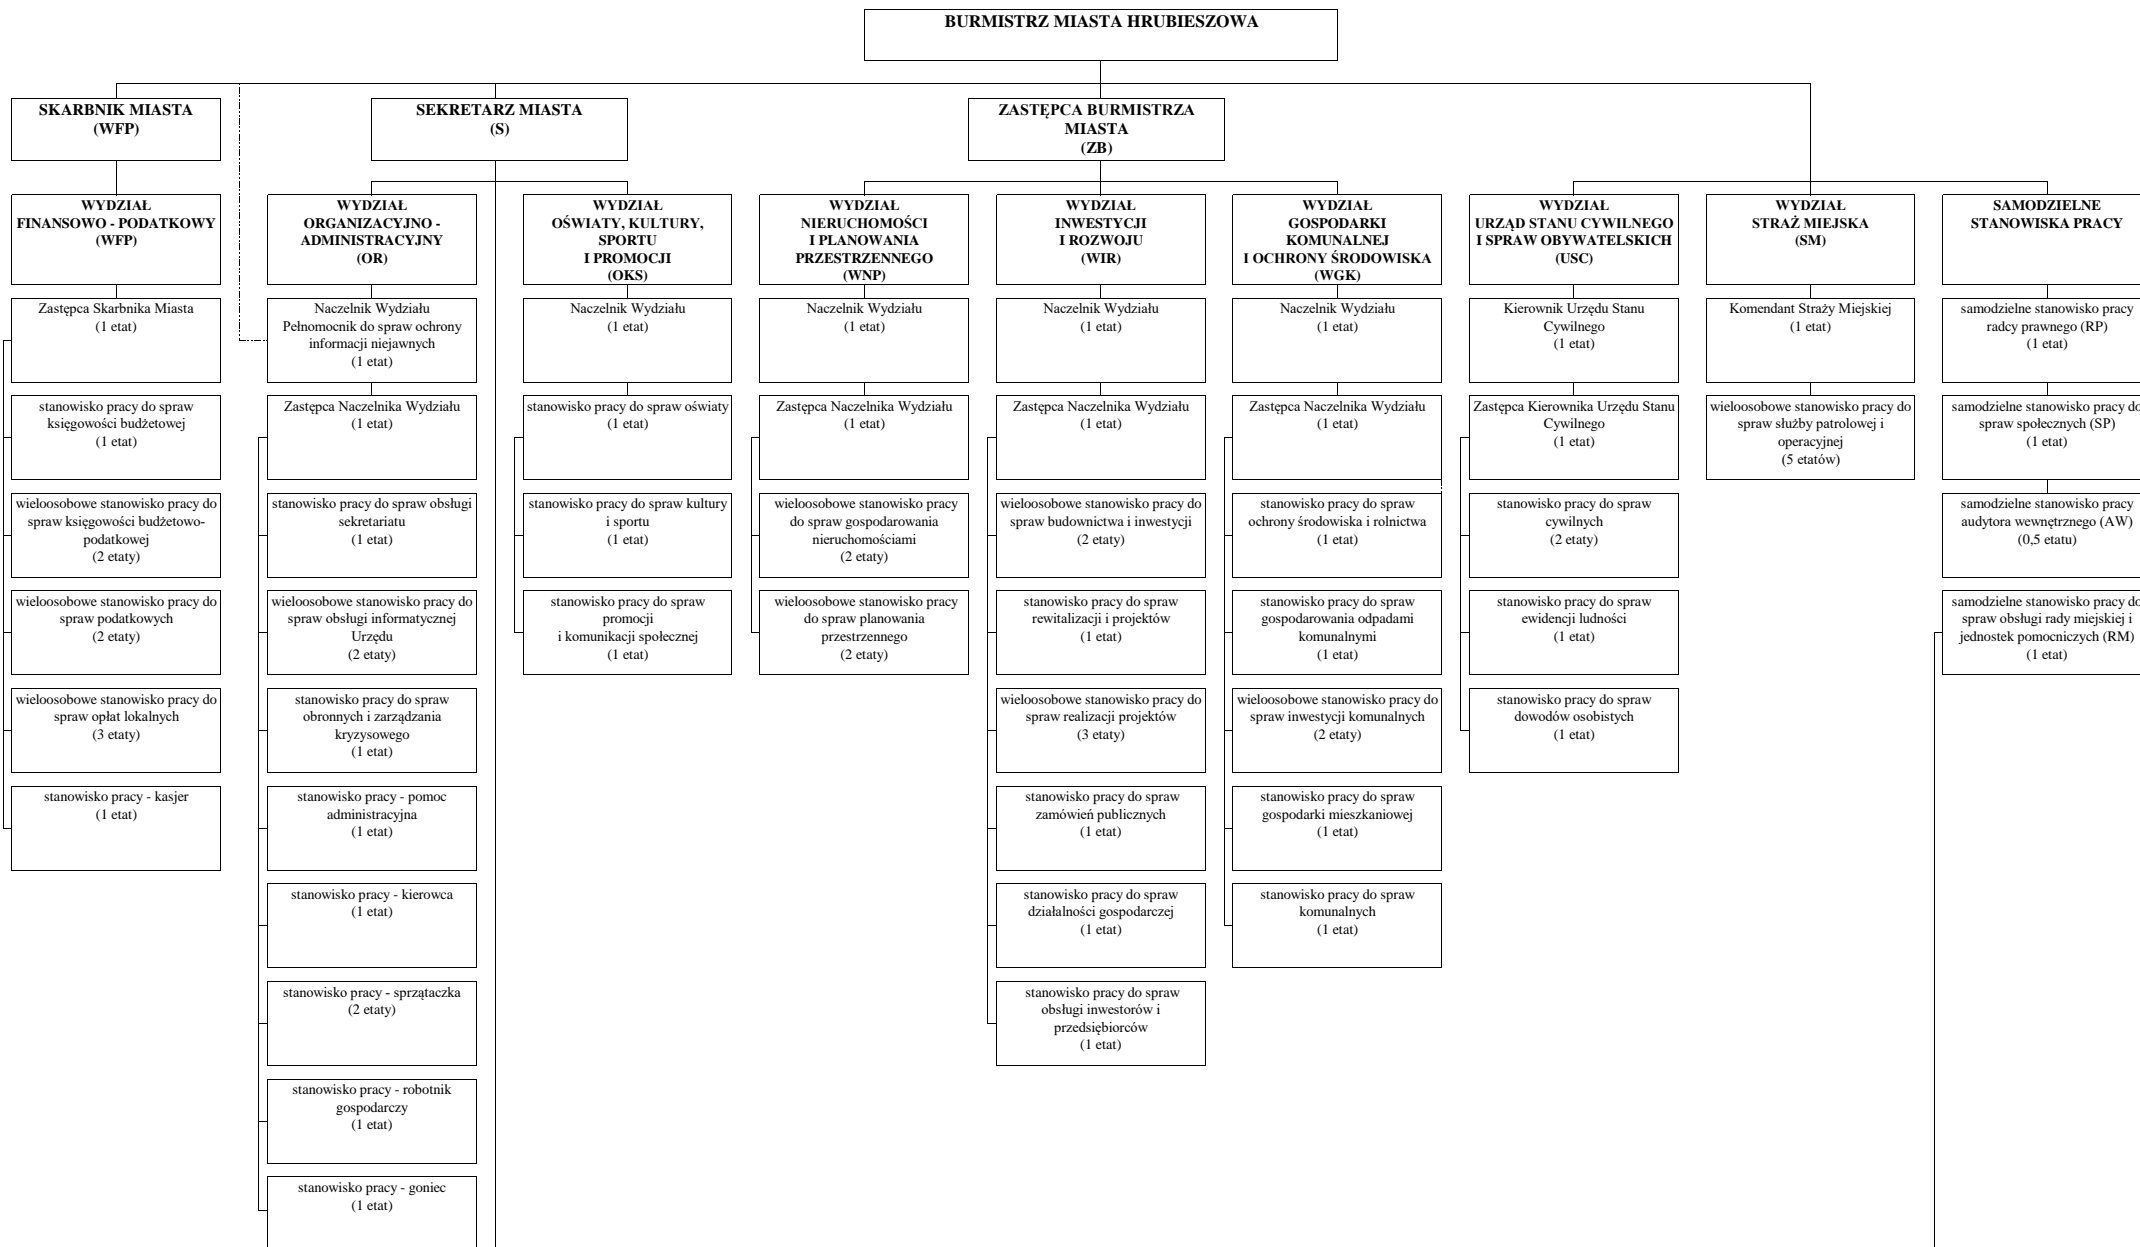 BURMISTRZ MIASTA HRUBIESZOWA
SKARBNIK MIASTA
(WFP)
SEKRETARZ MIASTA
(S)
ZASTĘPCA BURMISTRZA
MIASTA
(ZB)
WYDZIAŁ
FINANSOWO - PODATKOWY
(WFP)
WYDZIAŁ
ORGANIZACYJNO -
ADMINISTRACYJNY
(OR)
WYDZIAŁ
OŚWIATY, KULTURY,
SPORTU
I PROMOCJI
(OKS)
WYDZIAŁ
NIERUCHOMOŚCI
I PLANOWANIA
PRZESTRZENNEGO
(WNP)
WYDZIAŁ
INWESTYCJI
I ROZWOJU
(WIR)
WYDZIAŁ
GOSPODARKI
KOMUNALNEJ
I OCHRONY ŚRODOWISKA
(WGK)
WYDZIAŁ
URZĄD STANU CYWILNEGO
I SPRAW OBYWATELSKICH
(USC)
WYDZIAŁ
STRAŻ MIEJSKA
(SM)
SAMODZIELNE
STANOWISKA PRACY
Zastępca Skarbnika Miasta
(1 etat)
Naczelnik Wydziału
Pełnomocnik do spraw ochrony
informacji niejawnych
(1 etat)
Naczelnik Wydziału
(1 etat)
Naczelnik Wydziału
(1 etat)
Naczelnik Wydziału
(1 etat)
Naczelnik Wydziału
(1 etat)
Kierownik Urzędu Stanu
Cywilnego
(1 etat)
Komendant Straży Miejskiej
(1 etat)
samodzielne stanowisko pracy
radcy prawnego (RP)
(1 etat)
stanowisko pracy do spraw
księgowości budżetowej
(1 etat)
Zastępca Naczelnika Wydziału
(1 etat)
stanowisko pracy do spraw oświaty
(1 etat)
Zastępca Naczelnika Wydziału
(1 etat)
Zastępca Naczelnika Wydziału
(1 etat)
Zastępca Naczelnika Wydziału
(1 etat)
Zastępca Kierownika Urzędu Stanu
Cywilnego
(1 etat)
wieloosobowe stanowisko pracy do
spraw służby patrolowej i
operacyjnej
(5 etatów)
samodzielne stanowisko pracy do
spraw społecznych (SP)
(1 etat)
wieloosobowe stanowisko pracy do
spraw księgowości budżetowo-
podatkowej
(2 etaty)
stanowisko pracy do spraw obsługi
sekretariatu
(1 etat)
stanowisko pracy do spraw kultury
i sportu
(1 etat)
wieloosobowe stanowisko pracy
do spraw gospodarowania
nieruchomościami
(2 etaty)
wieloosobowe stanowisko pracy do
spraw budownictwa i inwestycji
(2 etaty)
stanowisko pracy do spraw
ochrony środowiska i rolnictwa
(1 etat)
stanowisko pracy do spraw
cywilnych
(2 etaty)
samodzielne stanowisko pracy
audytora wewnętrznego (AW)
(0,5 etatu)
wieloosobowe stanowisko pracy do
spraw podatkowych
(2 etaty)
wieloosobowe stanowisko pracy do
spraw obsługi informatycznej
Urzędu
(2 etaty)
stanowisko pracy do spraw
promocji
i komunikacji społecznej
(1 etat)
wieloosobowe stanowisko pracy
do spraw planowania
przestrzennego
(2 etaty)
stanowisko pracy do spraw
rewitalizacji i projektów
(1 etat)
stanowisko pracy do spraw
gospodarowania odpadami
komunalnymi
(1 etat)
stanowisko pracy do spraw
ewidencji ludności
(1 etat)
samodzielne stanowisko pracy do
spraw obsługi rady miejskiej i
jednostek pomocniczych (RM)
(1 etat)
wieloosobowe stanowisko pracy do
spraw opłat lokalnych
(3 etaty)
stanowisko pracy do spraw
obronnych i zarządzania
kryzysowego
(1 etat)
wieloosobowe stanowisko pracy do
spraw realizacji projektów
(3 etaty)
wieloosobowe stanowisko pracy do
spraw inwestycji komunalnych
(2 etaty)
stanowisko pracy do spraw
dowodów osobistych
(1 etat)
stanowisko pracy - kasjer
(1 etat)
stanowisko pracy - pomoc
administracyjna
(1 etat)
stanowisko pracy do spraw
zamówień publicznych
(1 etat)
stanowisko pracy do spraw
gospodarki mieszkaniowej
(1 etat)
stanowisko pracy - kierowca
(1 etat)
stanowisko pracy do spraw
działalności gospodarczej
(1 etat)
stanowisko pracy do spraw
komunalnych
(1 etat)
stanowisko pracy - sprzątaczka
(2 etaty)
stanowisko pracy do spraw
obsługi inwestorów i
przedsiębiorców
(1 etat)
stanowisko pracy - robotnik
gospodarczy
(1 etat)
stanowisko pracy - goniec
(1 etat)